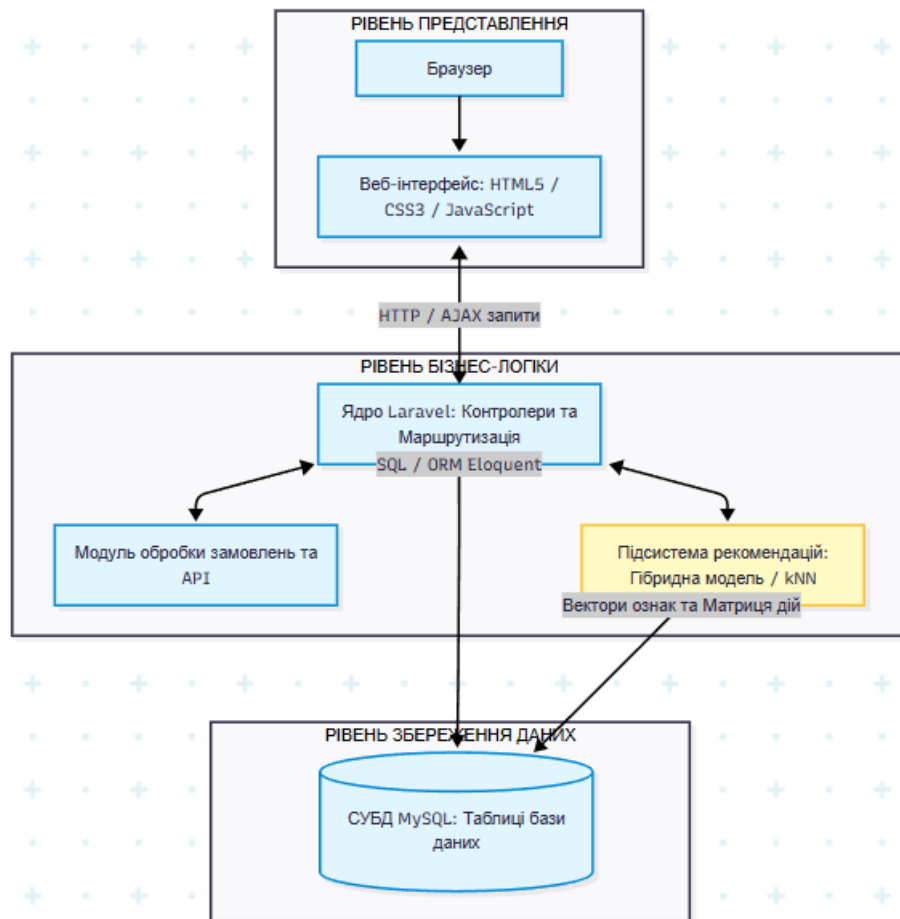 РІВЕНЬ ПРЕДСТАВЛЕННЯ
Браузер
Веб-інтерфейс: HTML5 /
CSS3 / JavaScript
HTTP / AJAX запити
РІВЕНЬ БІЗНЕС-ЛОГІКИ
Ядро Laravel: Контролери та
Маршрутизація
SQL / ORM Eloquent
Модуль обробки замовлень та
API
Підсистема рекомендацій:
Гібридна модель / kNN
Вектори ознак та Матриця дій
РІВЕНЬ ЗБЕРЕЖЕННЯ ДАНИХ
СУБД MySQL: Таблиці бази
даних